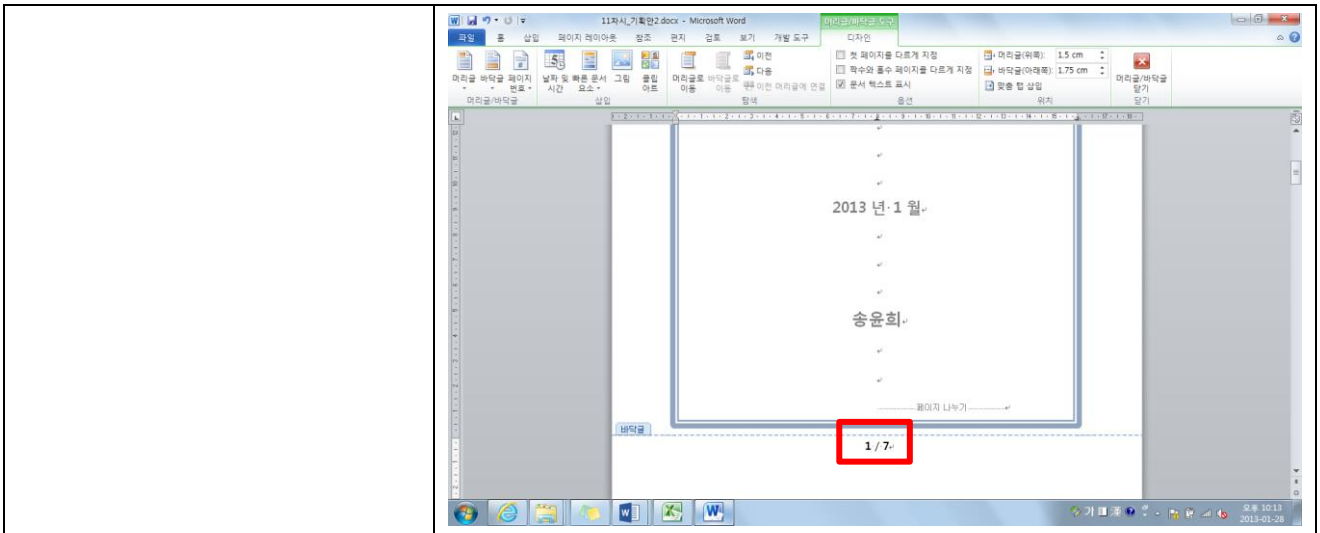 11차시_기획안2.docx - Microsoft Word 머리글/바닥글 도구
파일 홈 삽입 페이지 레이아웃 참조 편지 검토 보기 개발 도구 디자인
머리글 바닥글 페이지 번호 날짜 및 시간 빠른 문서 요소 그림 클립 아트 머리글로 이동 바닥글로 이동
이전
다음
이전 머리글에 연결
첫 페이지를 다르게 지정
짝수와 홀수 페이지를 다르게 지정
문서 텍스트 표시
머리글(위쪽): 1.5 cm
바닥글(아래쪽): 1.75 cm
맞춤 탭 삽입
머리글/바닥글 닫기
머리글/바닥글 삽입 탐색 옵션 위치 닫기
2013 년 1 월
송윤희
페이지 나누기
바닥글
1 / 7
가 漢
오후 10:13
2013-01-28